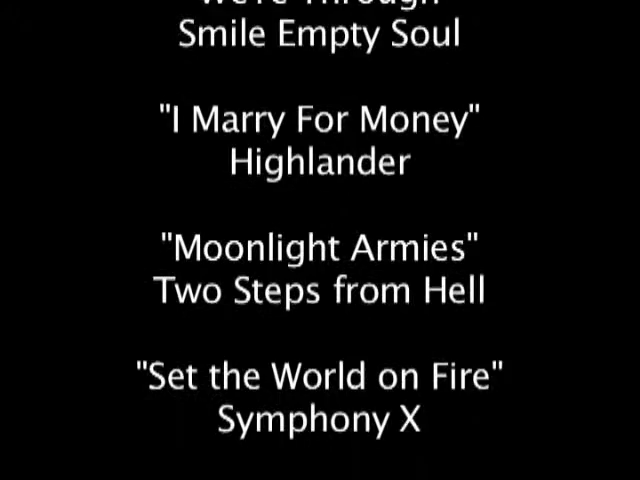 We're Through"
Smile Empty Soul
"I Marry For Money"
Highlander
"Moonlight Armies"
Two Steps from Hell
"Set the World on Fire"
Symphony X